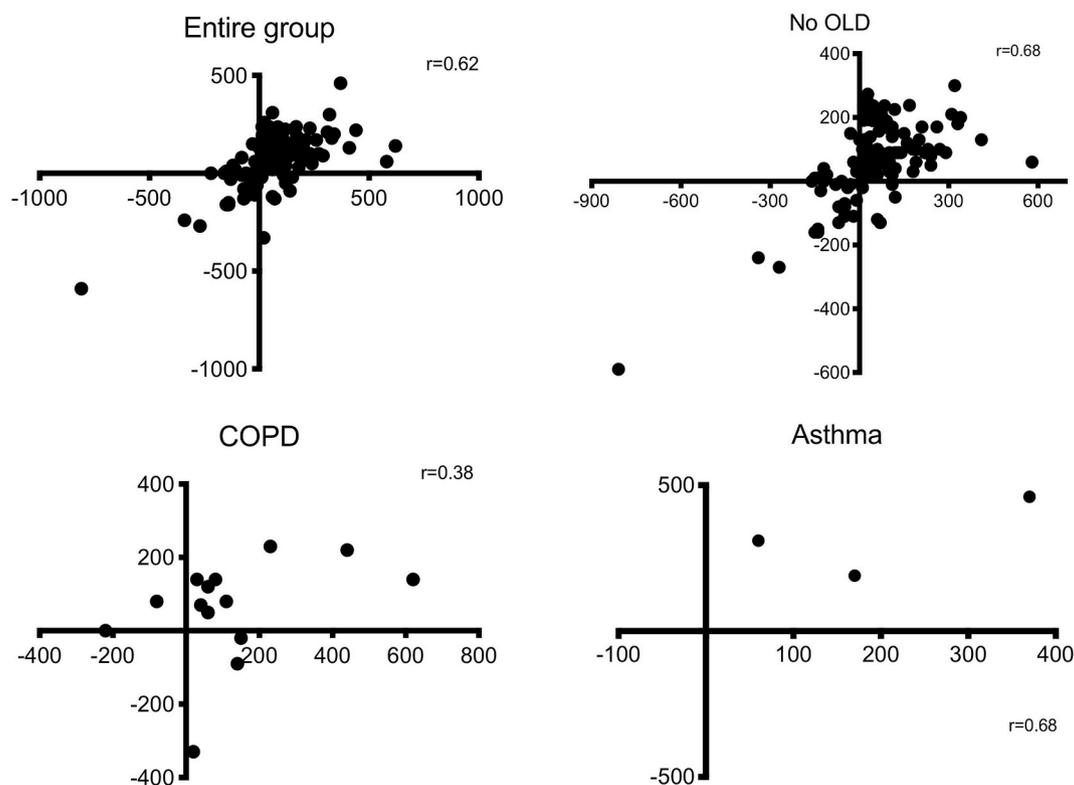 Entire group
r=0.62
500
-1000 -500 500 1000
-500
-1000
No OLD
r=0.68
400
200
-900 -600 -300 300 600
-200
-400
-600
COPD
r=0.38
400
200
-400 -200 200 400 600 800
-200
-400
Asthma
r=0.68
500
-100 100 200 300 400
-500